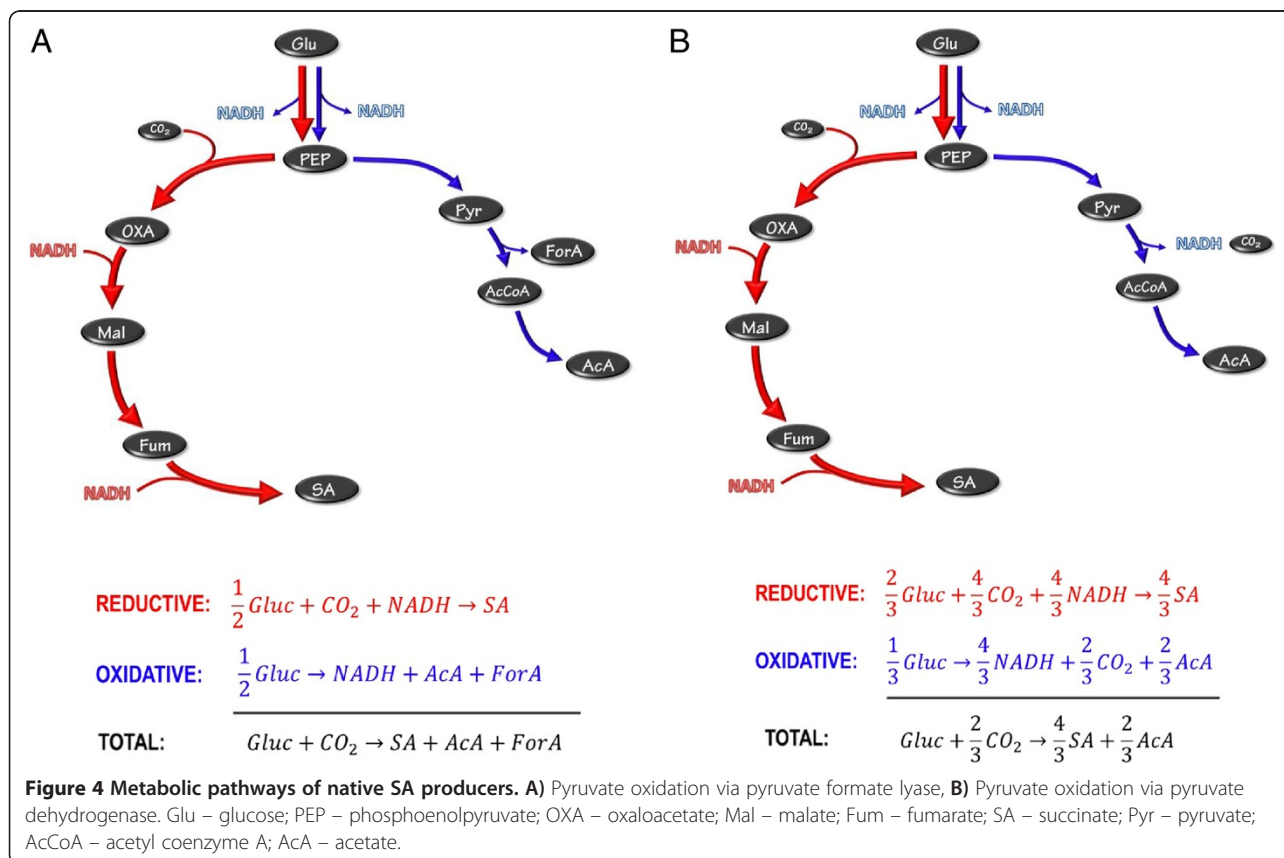 A
Glu
NADH
NADH
CO₂
PEP
OXA
Pyr
NADH
ForA
AcCoA
Mal
AcA
Fum
NADH
SA
REDUCTIVE: 1/2 Gluc + CO₂ + NADH → SA
OXIDATIVE: 1/2 Gluc → NADH + AcA + ForA
TOTAL: Gluc + CO₂ → SA + AcA + ForA
B
Glu
NADH
NADH
CO₂
PEP
OXA
Pyr
NADH
NADH CO₂
AcCoA
Mal
AcA
Fum
NADH
SA
REDUCTIVE: 2/3 Gluc + 4/3 CO₂ + 4/3 NADH → 4/3 SA
OXIDATIVE: 1/3 Gluc → 4/3 NADH + 2/3 CO₂ + 2/3 AcA
TOTAL: Gluc + 2/3 CO₂ → 4/3 SA + 2/3 AcA
Figure 4 Metabolic pathways of native SA producers. A) Pyruvate oxidation via pyruvate formate lyase, B) Pyruvate oxidation via pyruvate
dehydrogenase. Glu – glucose; PEP – phosphoenolpyruvate; OXA – oxaloacetate; Mal – malate; Fum – fumarate; SA – succinate; Pyr – pyruvate;
AcCoA – acetyl coenzyme A; AcA – acetate.